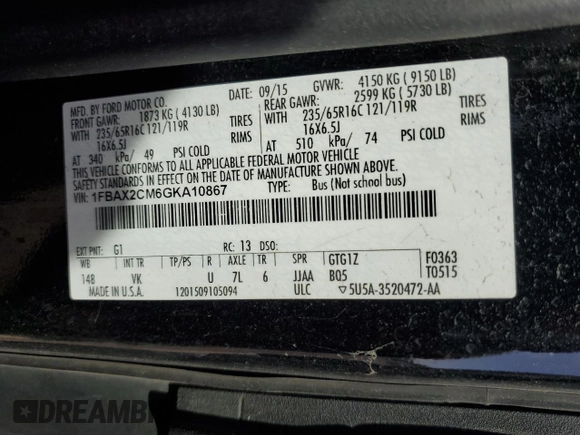 MFD. BY FORD MOTOR CO. DATE: 09/15 GVWR: 4150 KG ( 9150 LB)
FRONT GAWR: 1873 KG ( 4130 LB) REAR GAWR: 2599 KG ( 5730 LB)
WITH 235/65R16C 121/119R TIRES WITH 235/65R16C 121/119R TIRES
16X6.5J RIMS 16X6.5J RIMS
AT 340 kPa/ 49 PSI COLD AT 510 kPa/ 74 PSI COLD
THIS VEHICLE CONFORMS TO ALL APPLICABLE FEDERAL MOTOR VEHICLE
SAFETY STANDARDS IN EFFECT ON THE DATE OF MANUFACTURE SHOWN ABOVE.
VIN: 1FBAX2CM6GKA10867 TYPE: Bus (Not Bus)
EXT PNT: G1 RC: 13 DSO:
WB INT TR TP/PS R AXLE TR SPR GTG1Z F0363
148 VK U 7L 6 JJAA BQ5 T0515
MADE IN U.S.A. 1201509105094 ULC 5U5A-3520472-AA
DREAMBI